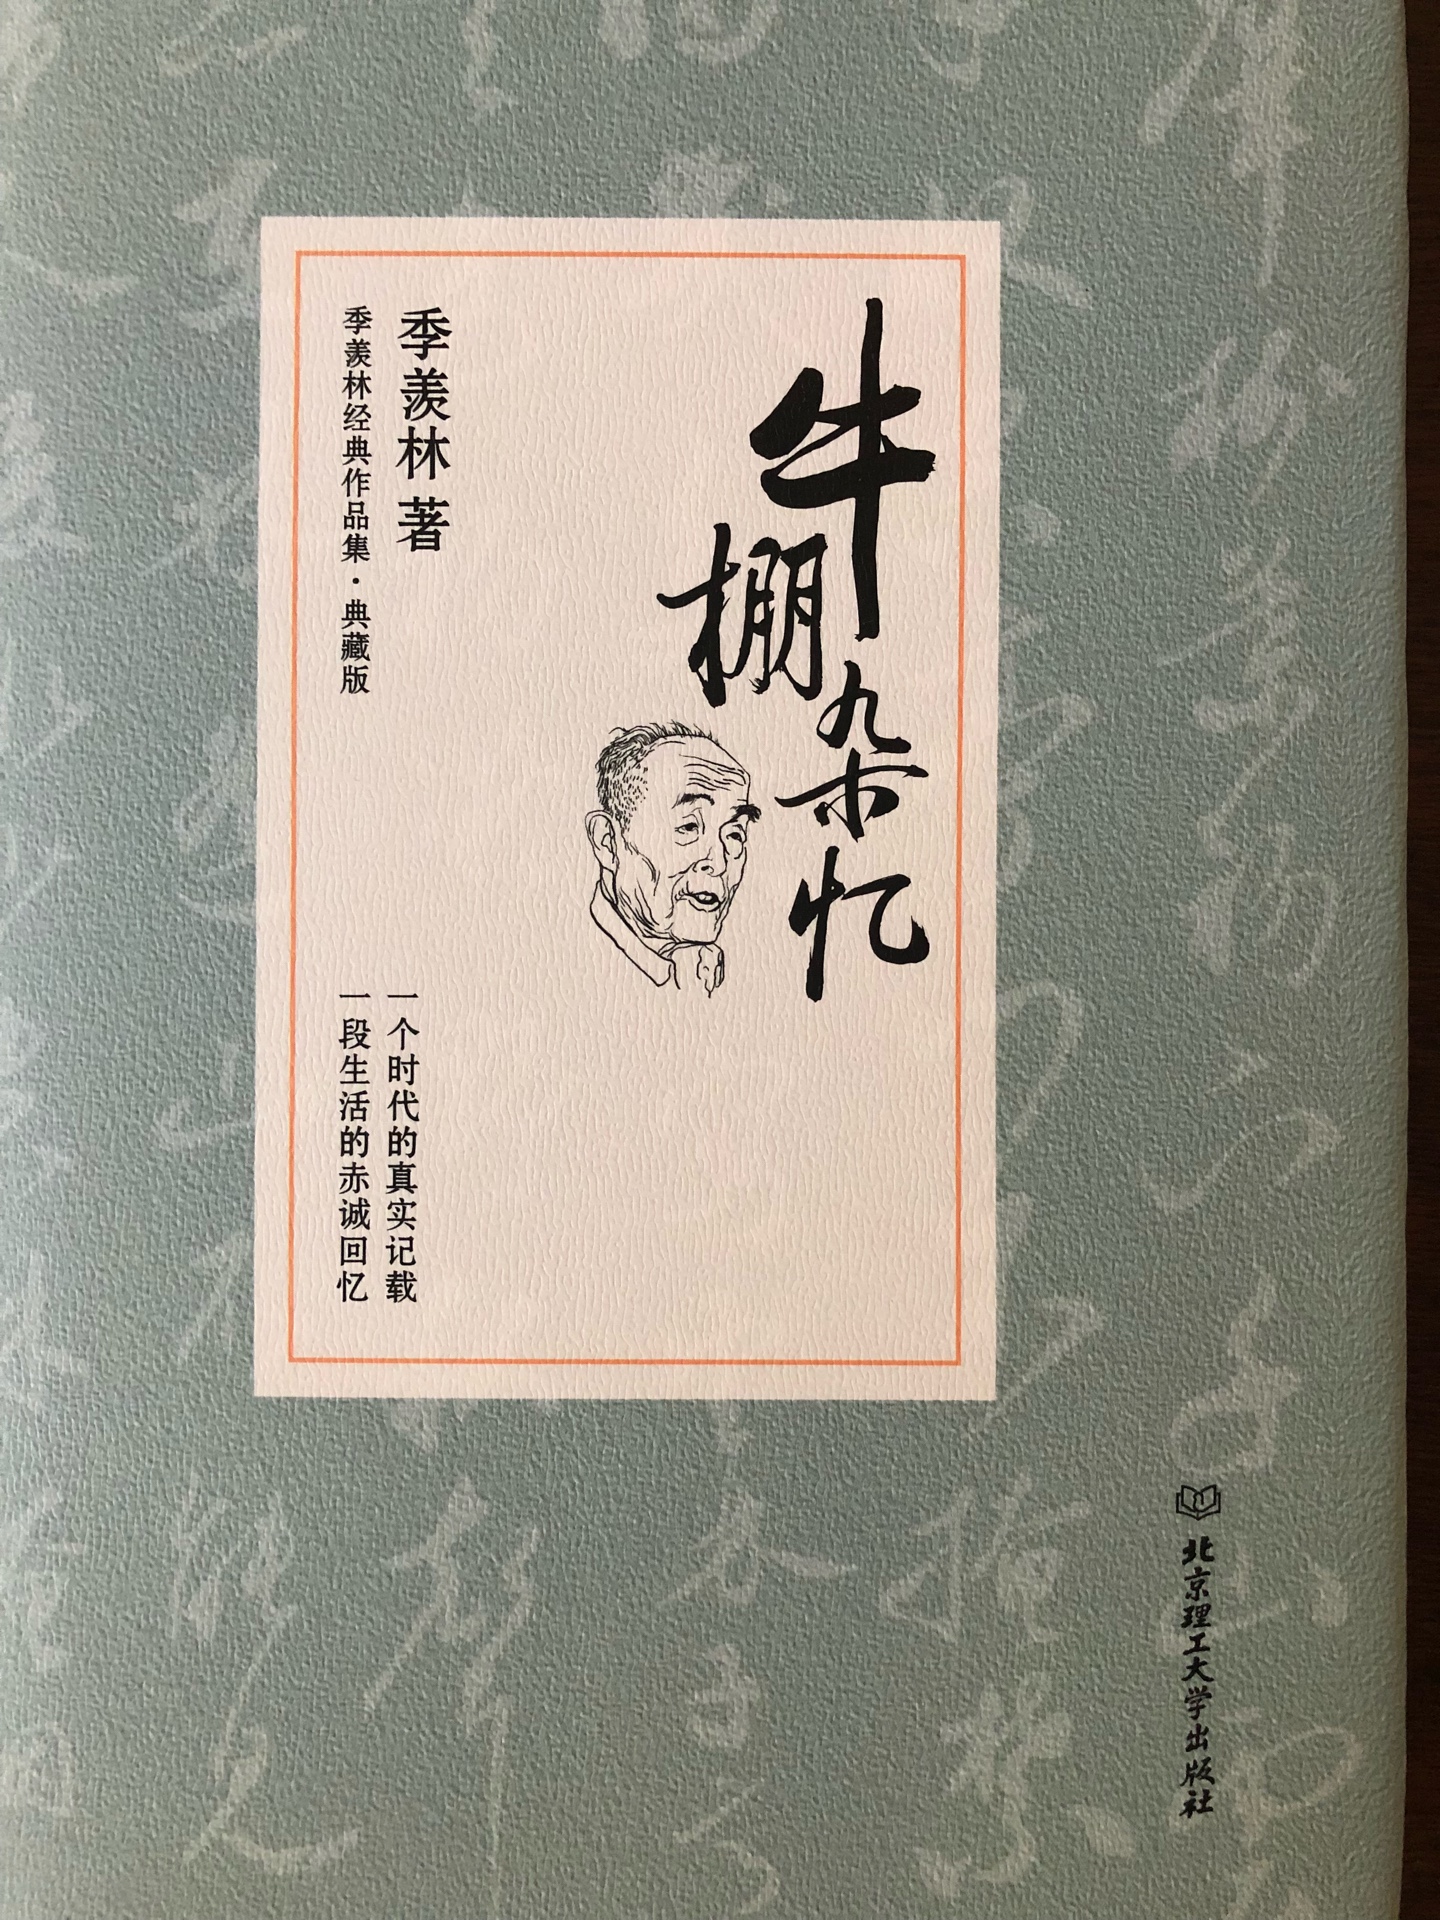 牛棚杂忆
季羡林 著
季羡林经典作品集·典藏版
一个时代的真实记载
一段生活的赤诚回忆
北京理工大学出版社